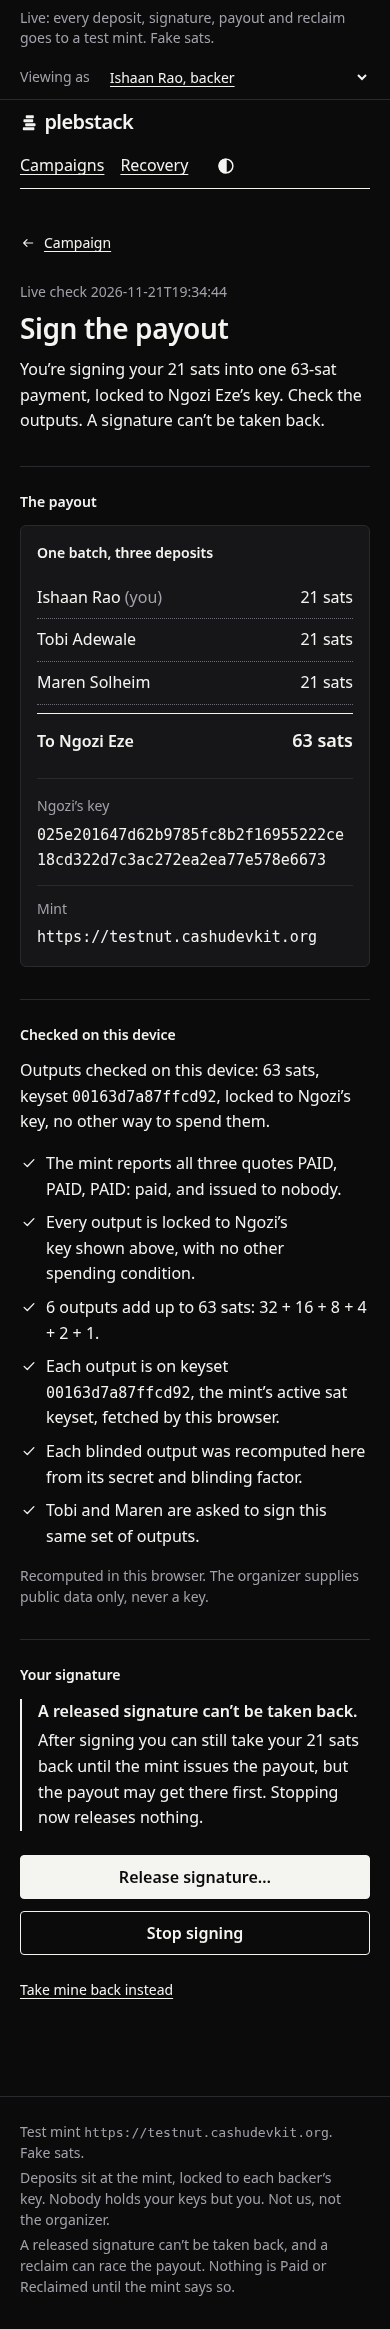 Live: every deposit, signature, payout and reclaim
goes to a test mint. Fake sats.
Viewing as Ishaan Rao, backer
plebstack
Campaigns Recovery
← Campaign
Live check 2026-11-21T19:34:44
Sign the payout
You’re signing your 21 sats into one 63-sat
payment, locked to Ngozi Eze’s key. Check the
outputs. A signature can’t be taken back.
The payout
One batch, three deposits
Ishaan Rao (you) 21 sats
Tobi Adewale 21 sats
Maren Solheim 21 sats
To Ngozi Eze 63 sats
Ngozi’s key
025e201647d62b9785fc8b2f16955222ce
18cd322d7c3ac272ea2ea77e578e6673
Mint
https://testnut.cashudevkit.org
Checked on this device
Outputs checked on this device: 63 sats,
keyset 00163d7a87ffcd92, locked to Ngozi’s
key, no other way to spend them.
✓ The mint reports all three quotes PAID,
PAID, PAID: paid, and issued to nobody.
✓ Every output is locked to Ngozi’s
key shown above, with no other
spending condition.
✓ 6 outputs add up to 63 sats: 32 + 16 + 8 + 4
+ 2 + 1.
✓ Each output is on keyset
00163d7a87ffcd92, the mint’s active sat
keyset, fetched by this browser.
✓ Each blinded output was recomputed here
from its secret and blinding factor.
✓ Tobi and Maren are asked to sign this
same set of outputs.
Recomputed in this browser. The organizer supplies
public data only, never a key.
Your signature
A released signature can’t be taken back.
After signing you can still take your 21 sats
back until the mint issues the payout, but
the payout may get there first. Stopping
now releases nothing.
Release signature…
Stop signing
Take mine back instead
Test mint https://testnut.cashudevkit.org.
Fake sats.
Deposits sit at the mint, locked to each backer’s
key. Nobody holds your keys but you. Not us, not
the organizer.
A released signature can’t be taken back, and a
reclaim can race the payout. Nothing is Paid or
Reclaimed until the mint says so.